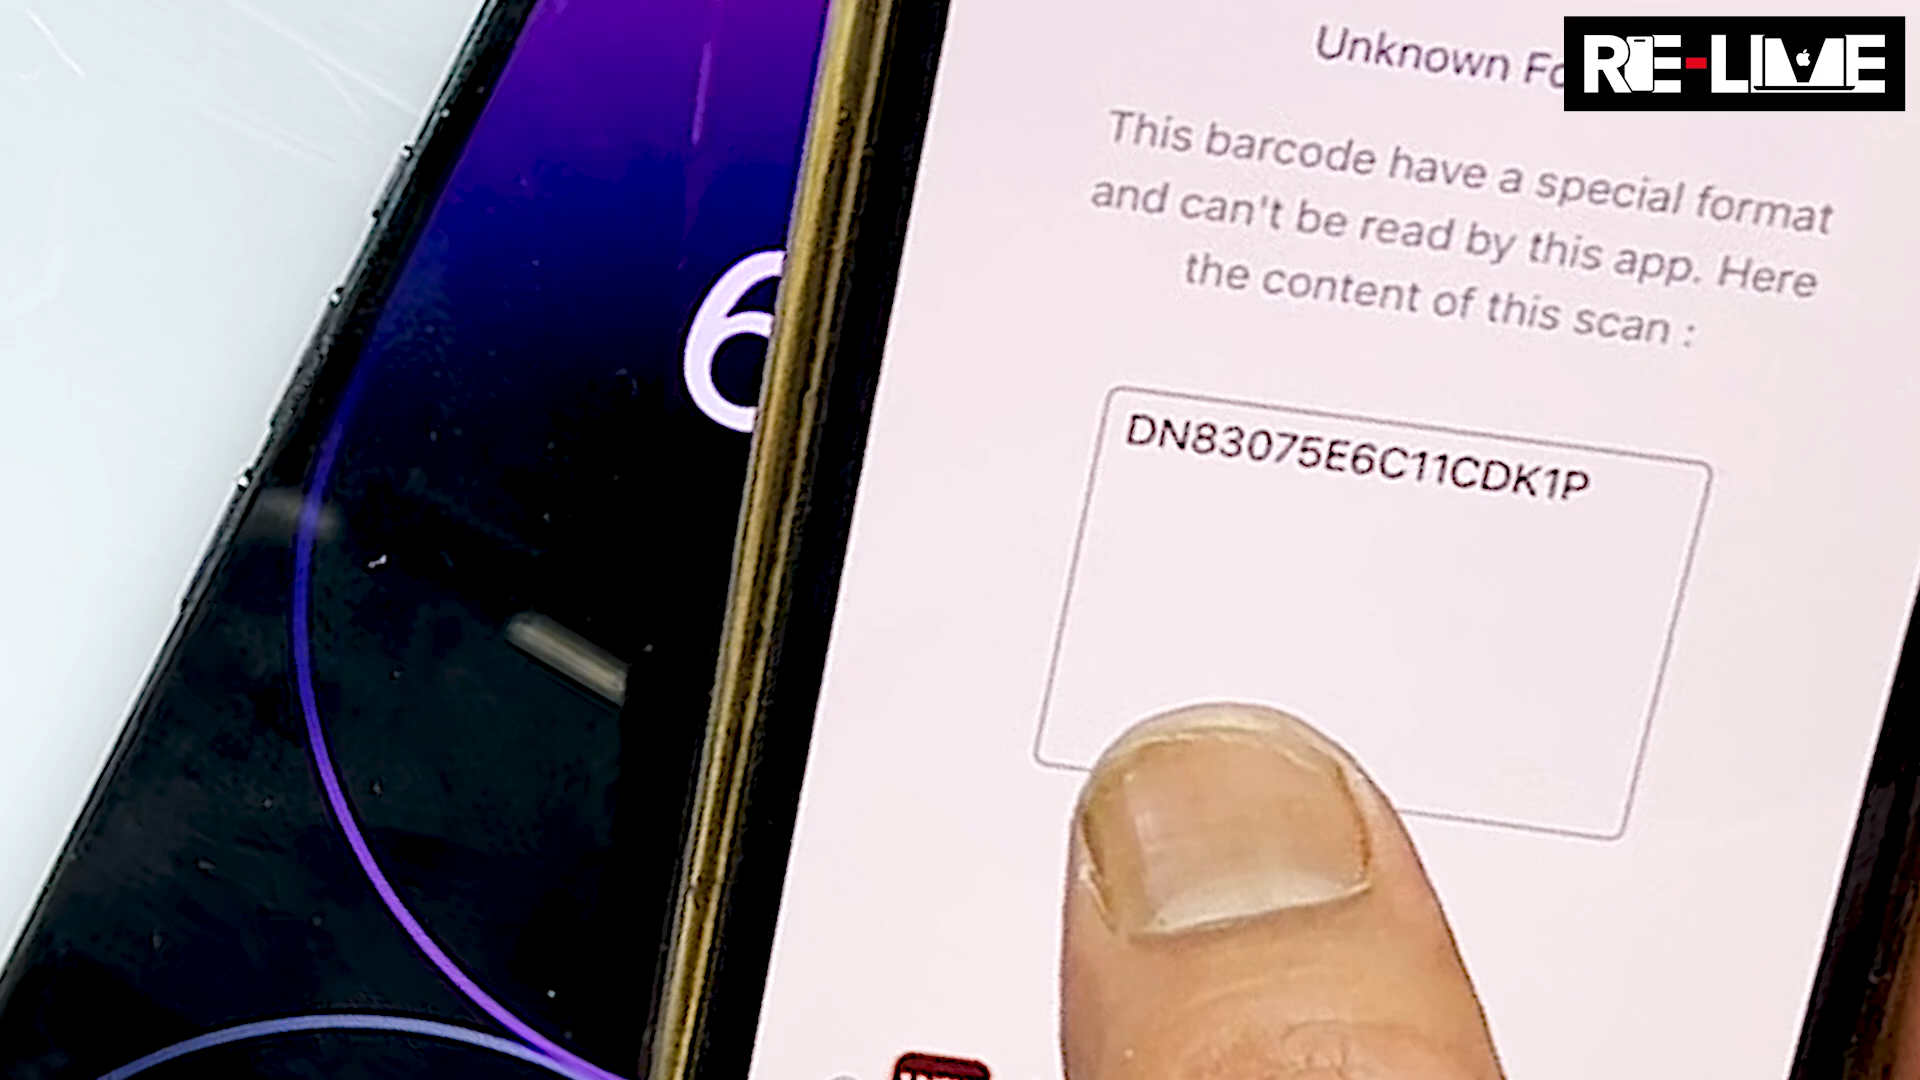 RE-LIVE
Unknown Fo
This barcode have a special format
and can't be read by this app. Here
the content of this scan :
DN83075E6C11CDK1P
6